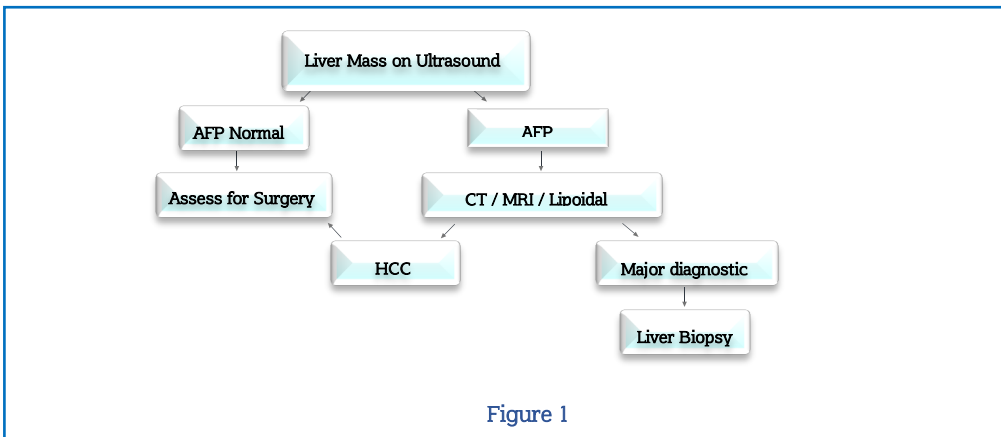 Liver Mass on Ultrasound
AFP Normal
AFP
Assess for Surgery
CT / MRI / Lipoidal
HCC
Major diagnostic
Liver Biopsy
Figure 1